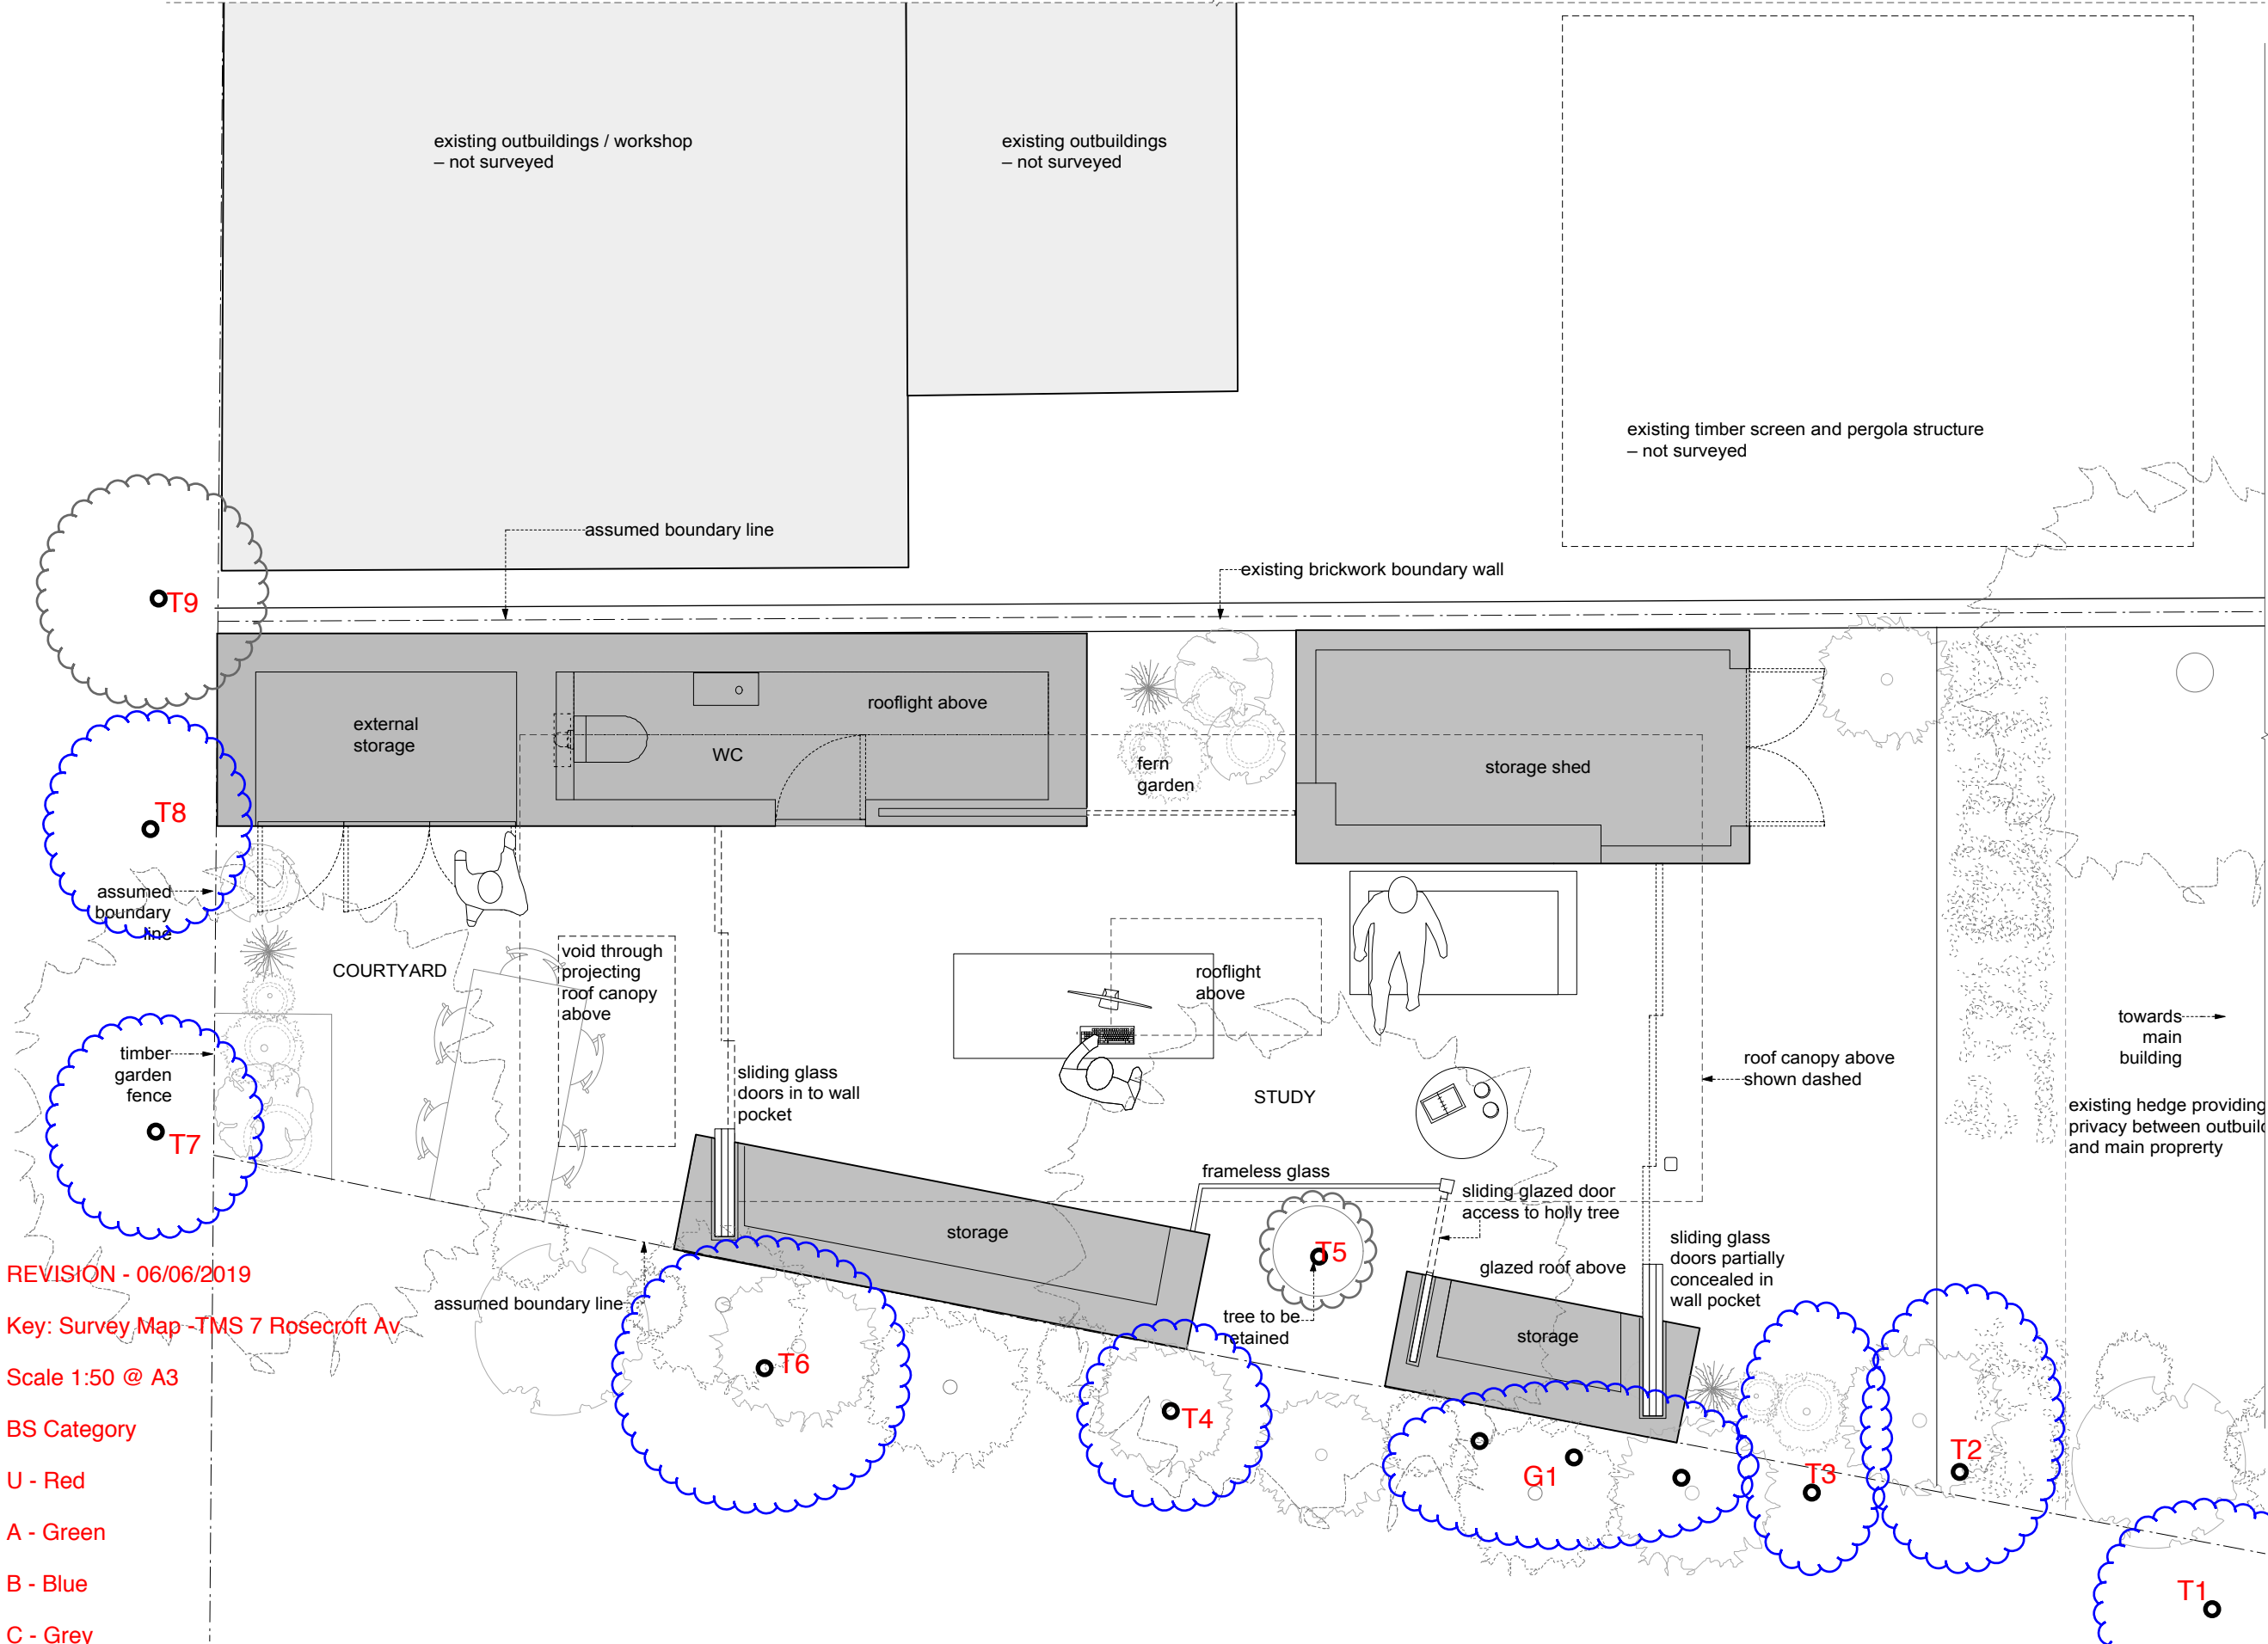 existing outbuildings / workshop
– not surveyed
existing outbuildings
– not surveyed
existing timber screen and pergola structure
– not surveyed
assumed boundary line
existing brickwork boundary wall
T9
external
storage
WC
rooflight above
fern
garden
storage shed
T8
assumed
boundary
line
COURTYARD
void through
projecting
roof canopy
above
rooflight
above
towards
main
building
timber
garden
fence
T7
sliding glass
doors in to wall
pocket
STUDY
roof canopy above
shown dashed
existing hedge providing
privacy between outbuild
and main proprerty
frameless glass
sliding glazed door
access to holly tree
storage
T5
glazed roof above
sliding glass
doors partially
concealed in
wall pocket
assumed boundary line
tree to be
retained
storage
T6
T4
G1
T3
T2
T1
REVISION - 06/06/2019
Key: Survey Map -TMS 7 Rosecroft Av
Scale 1:50 @ A3
BS Category
U - Red
A - Green
B - Blue
C - Grey